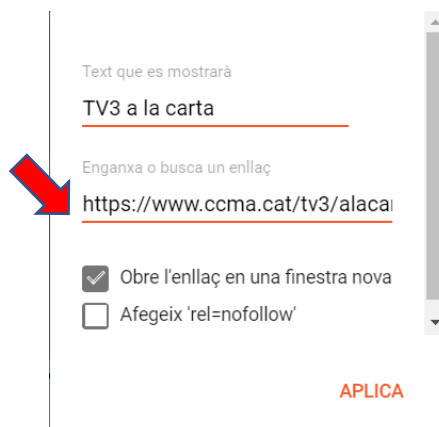 Text que es mostrarà
TV3 a la carta
Enganxa o busca un enllaç
https://www.ccma.cat/tv3/alacar
Obre l'enllaç en una finestra nova
Afegeix 'rel=nofollow'
APLICA